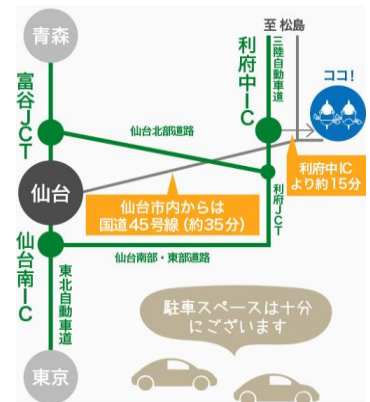 青森
至 松島
三陸自動車道
利府中IC
ココ!
富谷JCT
仙台北部道路
仙台
利府中IC
より約15分
利府JCT
仙台市内からは
国道45号線(約35分)
仙台南IC
仙台南部・東部道路
東北自動車道
駐車スペースは十分
にございます
東京